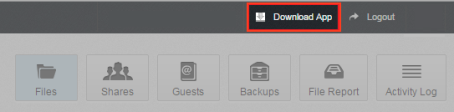 Download App Logout
Files Shares Guests Backups File Report Activity Log